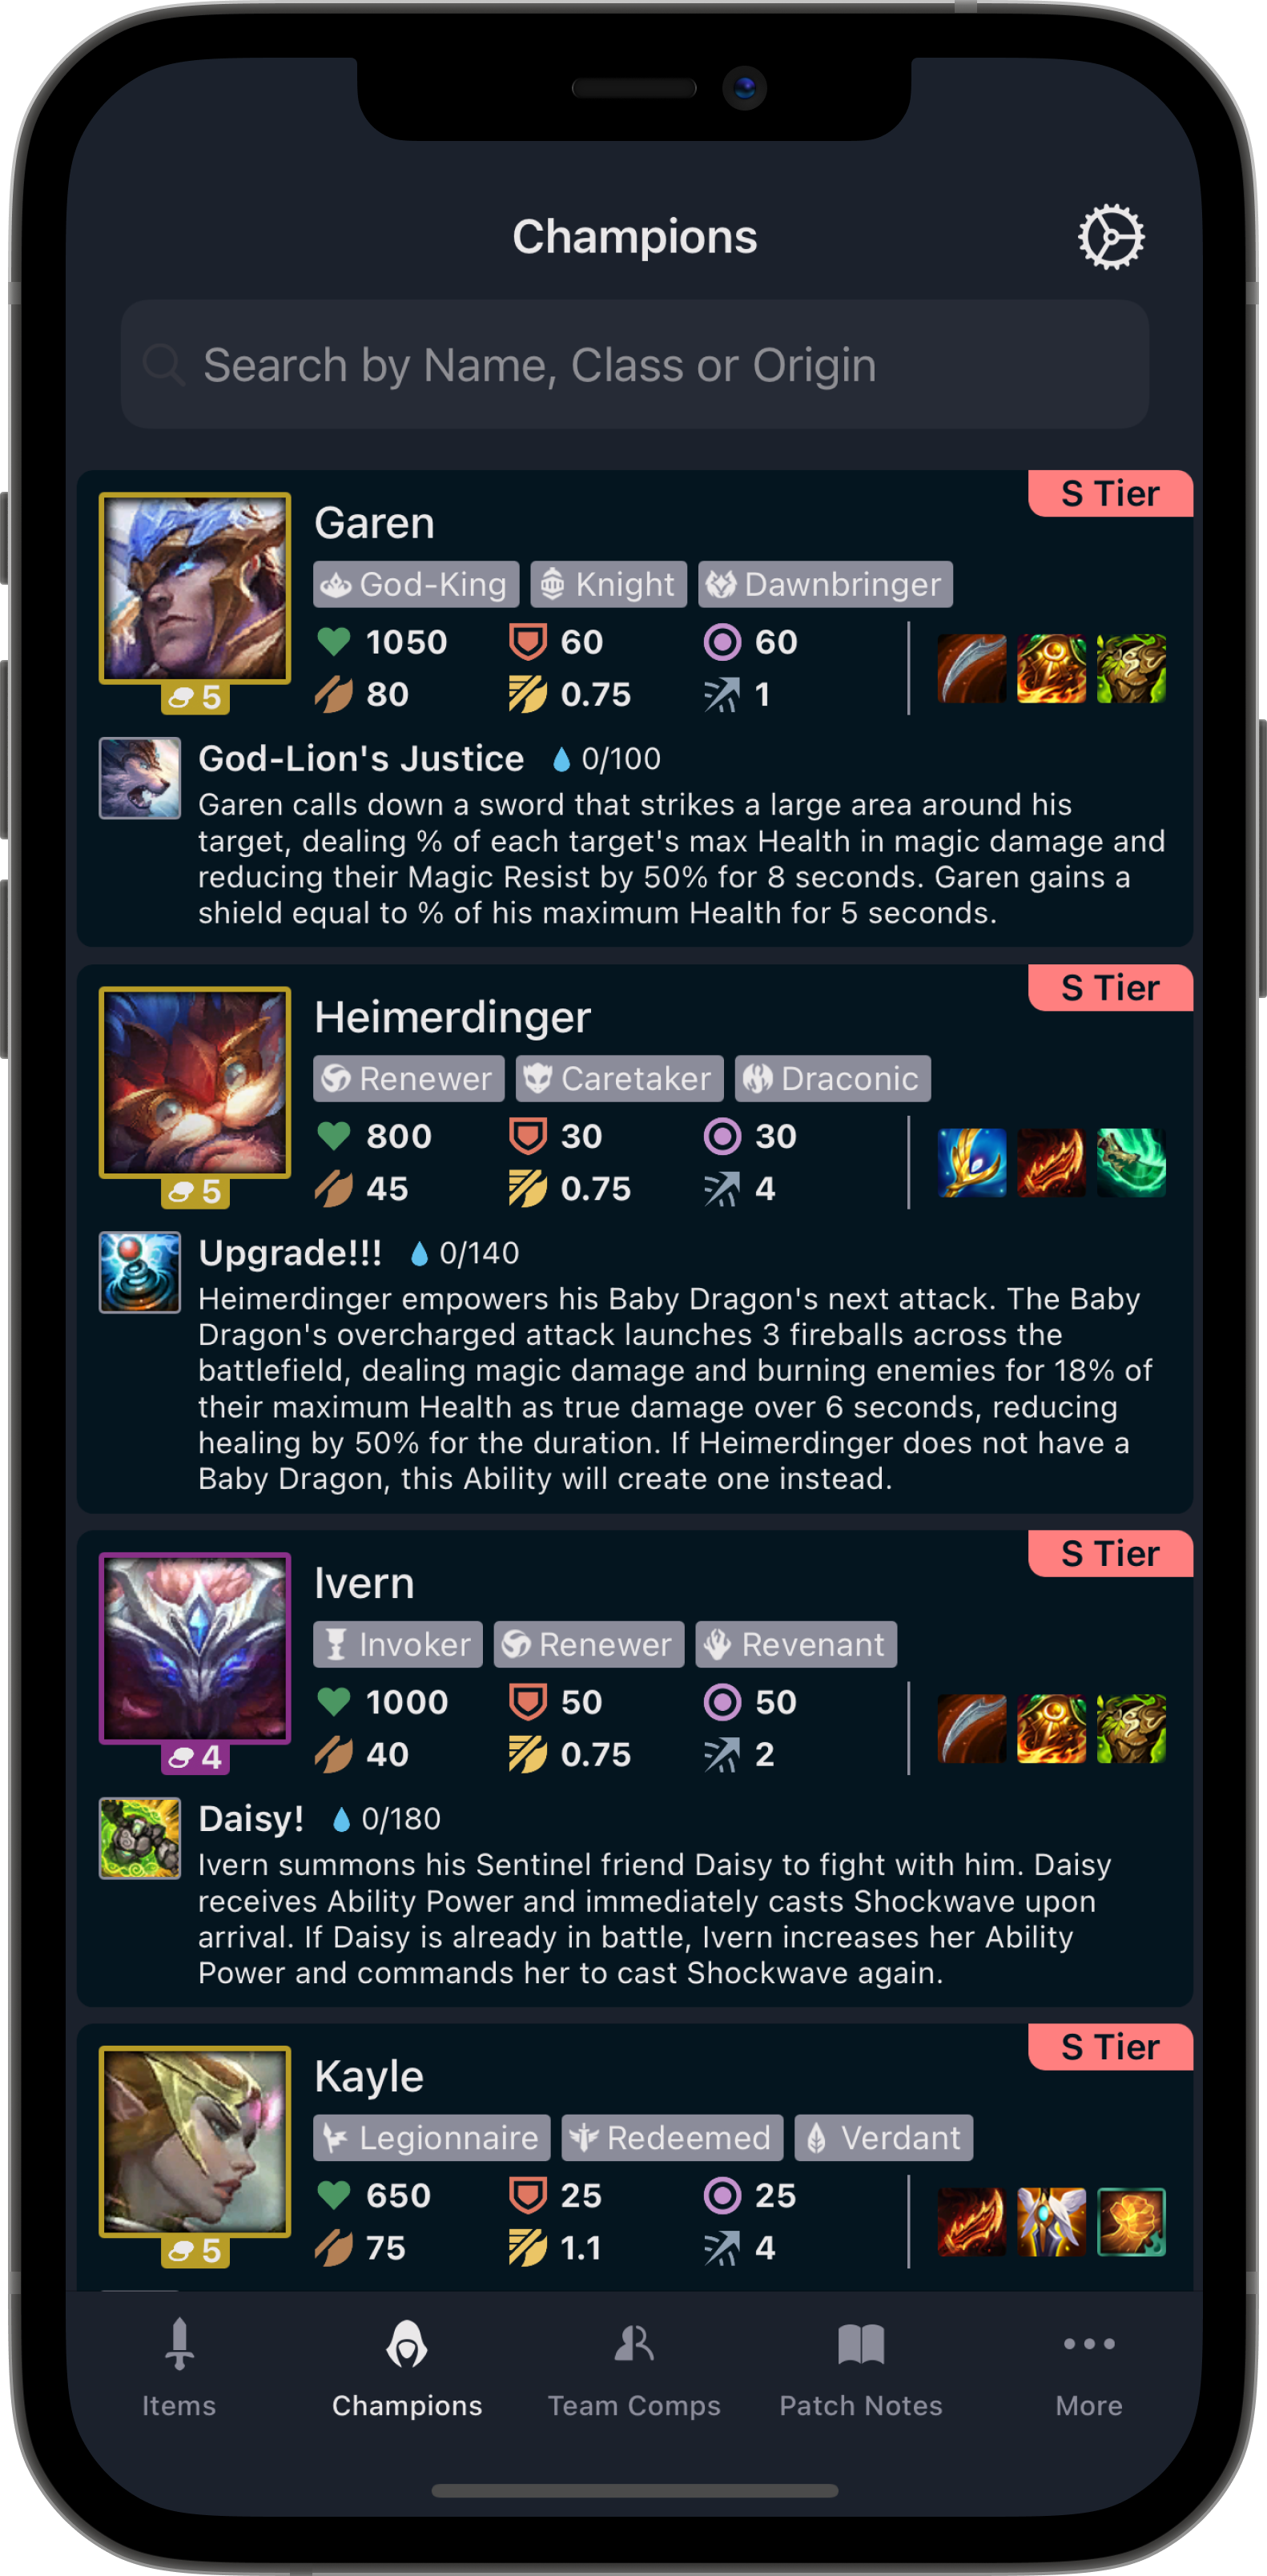 Champions
Search by Name, Class or Origin
S Tier
Garen
God-King Knight Dawnbringer
1050 60 60
80 0.75 1
5
God-Lion's Justice 0/100
Garen calls down a sword that strikes a large area around his
target, dealing % of each target's max Health in magic damage and
reducing their Magic Resist by 50% for 8 seconds. Garen gains a
shield equal to % of his maximum Health for 5 seconds.
S Tier
Heimerdinger
Renewer Caretaker Draconic
800 30 30
45 0.75 4
5
Upgrade!!! 0/140
Heimerdinger empowers his Baby Dragon's next attack. The Baby
Dragon's overcharged attack launches 3 fireballs across the
battlefield, dealing magic damage and burning enemies for 18% of
their maximum Health as true damage over 6 seconds, reducing
healing by 50% for the duration. If Heimerdinger does not have a
Baby Dragon, this Ability will create one instead.
S Tier
Ivern
Invoker Renewer Revenant
1000 50 50
40 0.75 2
4
Daisy! 0/180
Ivern summons his Sentinel friend Daisy to fight with him. Daisy
receives Ability Power and immediately casts Shockwave upon
arrival. If Daisy is already in battle, Ivern increases her Ability
Power and commands her to cast Shockwave again.
S Tier
Kayle
Legionnaire Redeemed Verdant
650 25 25
75 1.1 4
5
Items Champions Team Comps Patch Notes More